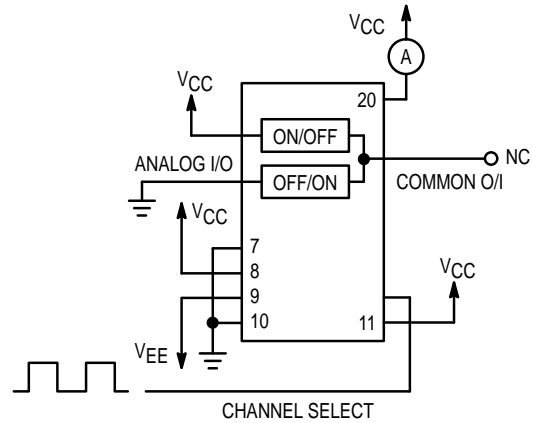 VCC
A
VCC
20
ON/OFF
ANALOG I/O
OFF/ON
NC
COMMON O/I
VCC
7
8
VCC
9
10
11
VEE
CHANNEL SELECT